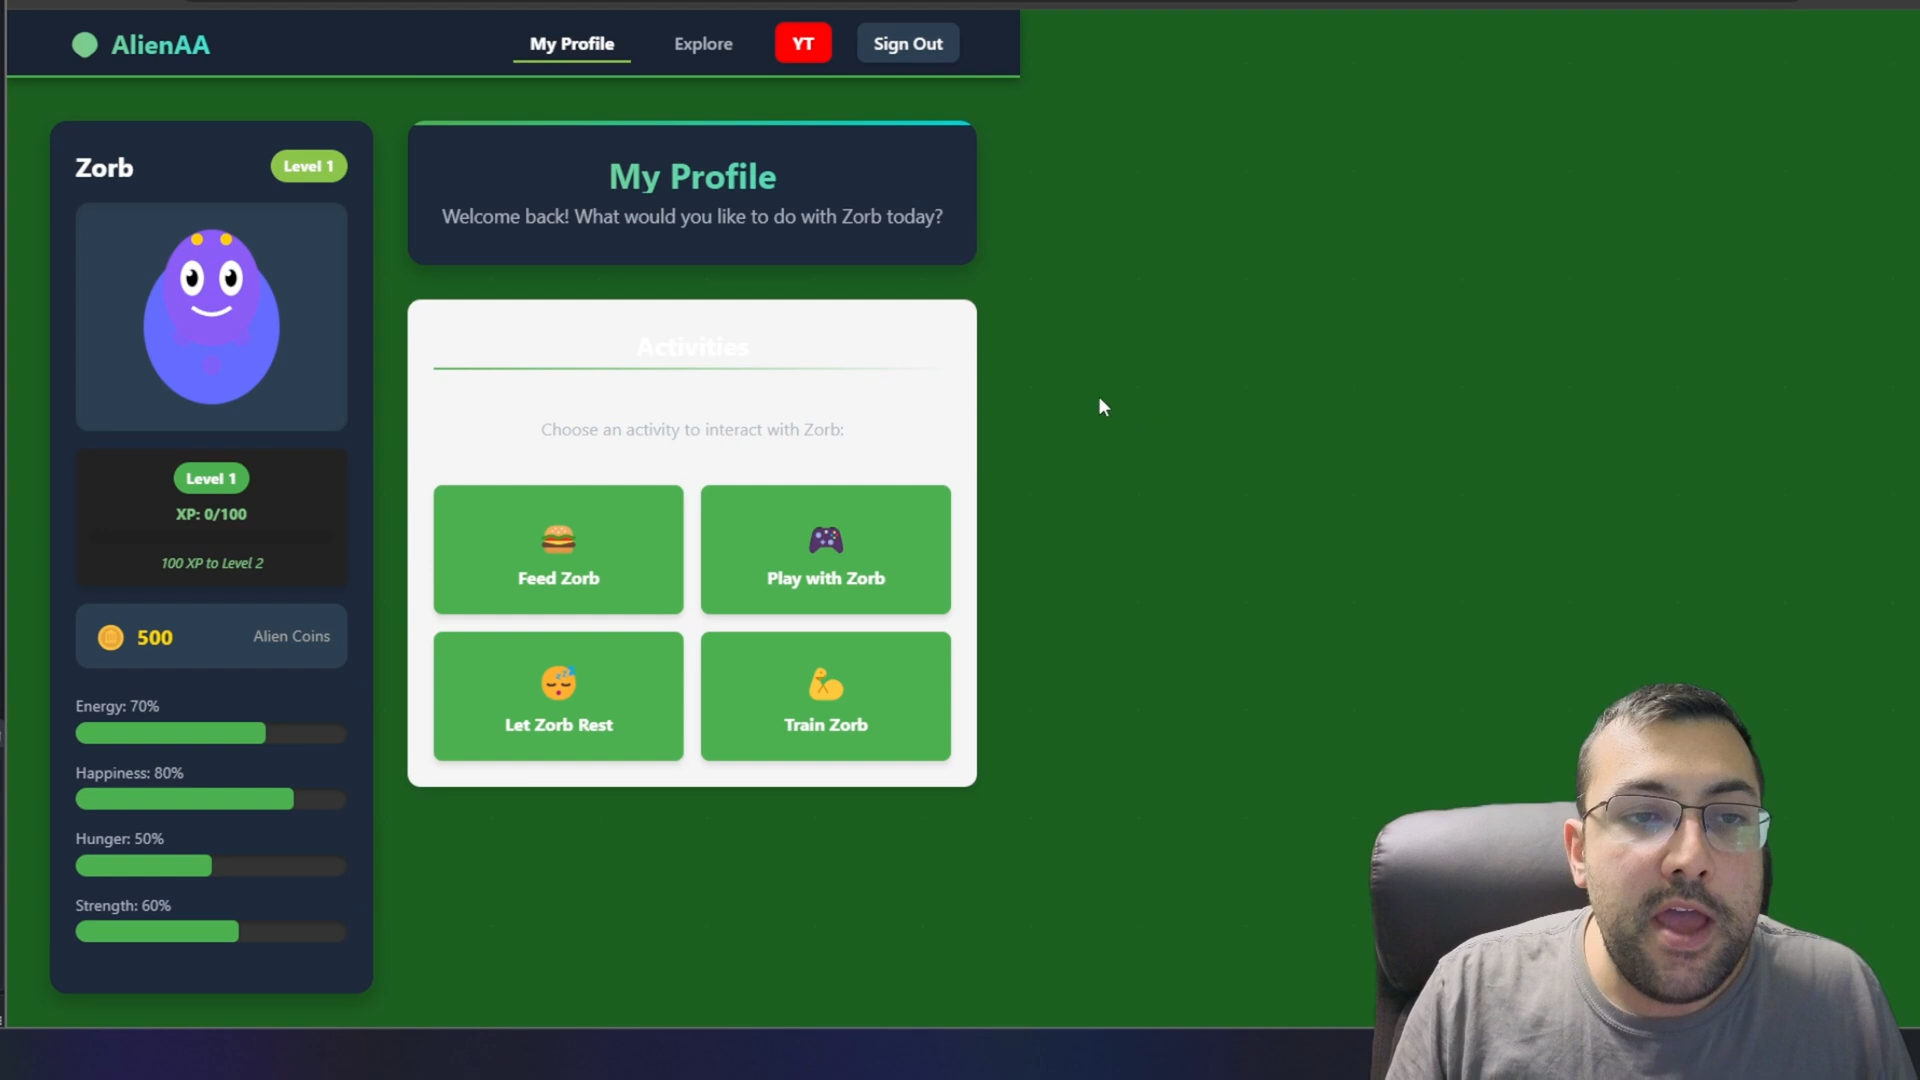 AlienAA
My Profile
Explore
YT
Sign Out
Zorb
Level 1
Level 1
XP: 0/100
100 XP to Level 2
500
Alien Coins
Energy: 70%
Happiness: 80%
Hunger: 50%
Strength: 60%
My Profile
Welcome back! What would you like to do with Zorb today?
Activities
Choose an activity to interact with Zorb:
Feed Zorb
Play with Zorb
Let Zorb Rest
Train Zorb